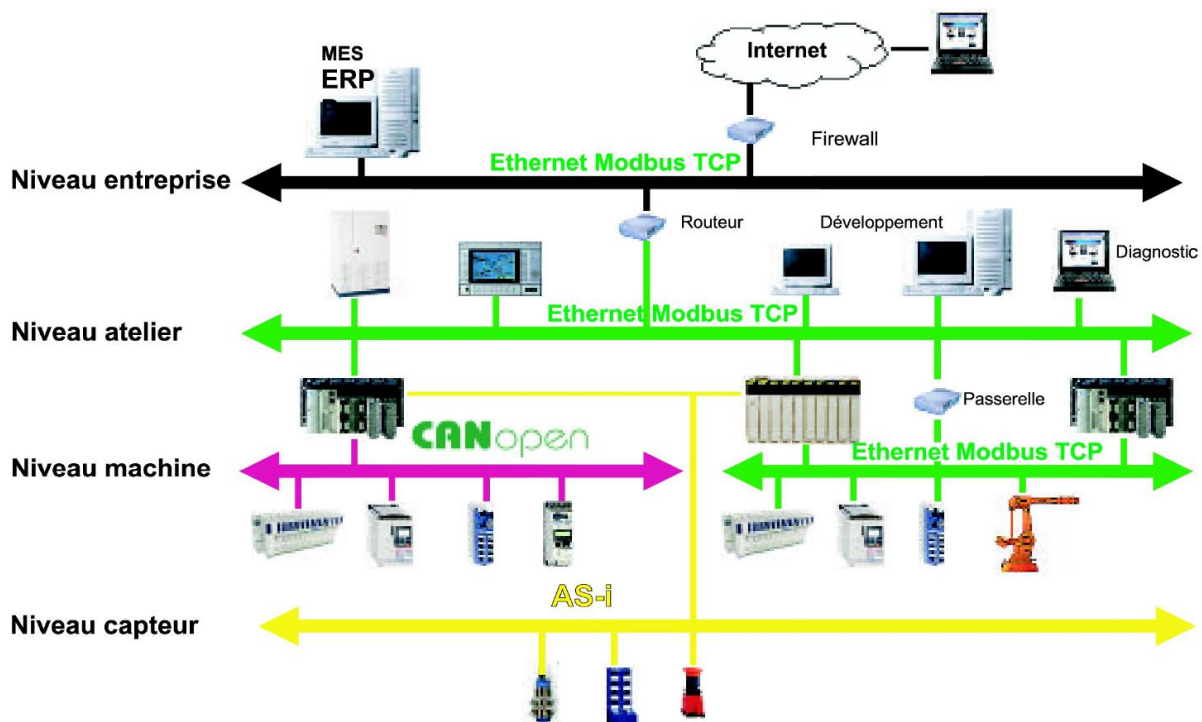 MES
ERP
Internet
Firewall
Ethernet Modbus TCP
Niveau entreprise
Routeur
Développement
Diagnostic
Ethernet Modbus TCP
Niveau atelier
Passerelle
CANopen
Ethernet Modbus TCP
Niveau machine
AS-i
Niveau capteur